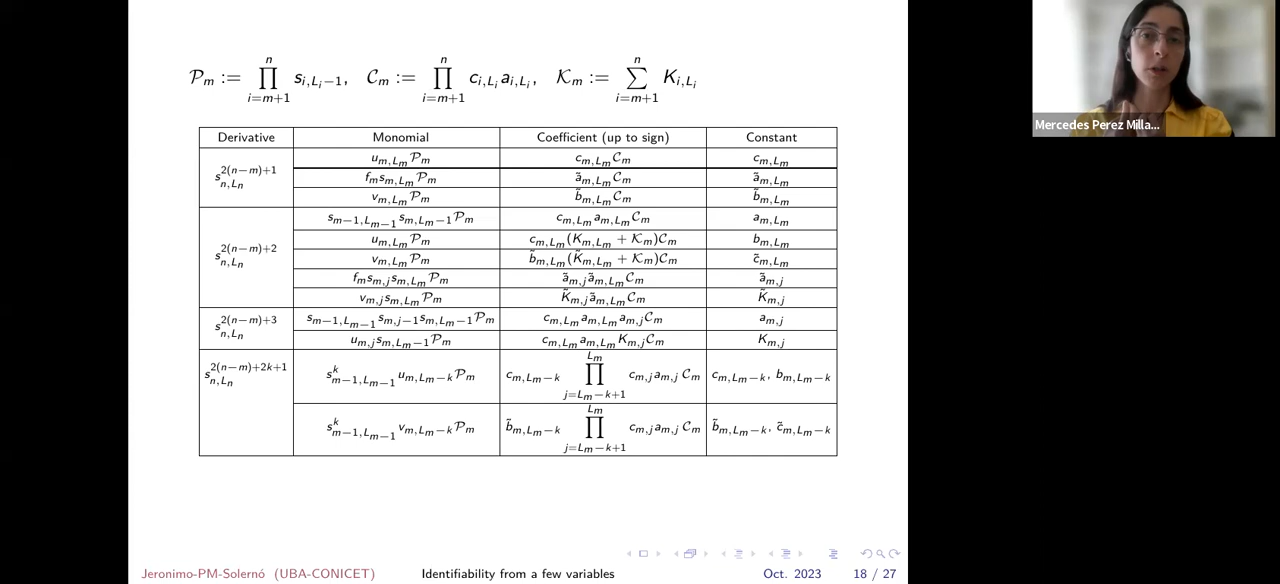 𝒫_m := ∏_{i=m+1}^{n} s_{i,L_i−1}, 𝒞_m := ∏_{i=m+1}^{n} c_{i,L_i} a_{i,L_i}, 𝒦_m := ∑_{i=m+1}^{n} K_{i,L_i}
Mercedes Perez Milla...
Derivative Monomial Coefficient (up to sign) Constant
s_{n,L_n}^{2(n−m)+1} u_{m,L_m} 𝒫_m c_{m,L_m} 𝒞_m c_{m,L_m}
f_m s_{m,L_m} 𝒫_m ã_{m,L_m} 𝒞_m ã_{m,L_m}
v_{m,L_m} 𝒫_m b̃_{m,L_m} 𝒞_m b̃_{m,L_m}
s_{n,L_n}^{2(n−m)+2} s_{m−1,L_{m−1}} s_{m,L_m−1} 𝒫_m c_{m,L_m} a_{m,L_m} 𝒞_m a_{m,L_m}
u_{m,L_m} 𝒫_m c_{m,L_m}(K_{m,L_m} + 𝒦_m)𝒞_m b_{m,L_m}
v_{m,L_m} 𝒫_m b̃_{m,L_m}(K̃_{m,L_m} + 𝒦_m)𝒞_m c̃_{m,L_m}
f_m s_{m,j} s_{m,L_m} 𝒫_m ã_{m,j} ã_{m,L_m} 𝒞_m ã_{m,j}
v_{m,j} s_{m,L_m} 𝒫_m K̃_{m,j} ã_{m,L_m} 𝒞_m K̃_{m,j}
s_{n,L_n}^{2(n−m)+3} s_{m−1,L_{m−1}} s_{m,j−1} s_{m,L_m−1} 𝒫_m c_{m,L_m} a_{m,L_m} a_{m,j} 𝒞_m a_{m,j}
u_{m,j} s_{m,L_m−1} 𝒫_m c_{m,L_m} a_{m,L_m} K_{m,j} 𝒞_m K_{m,j}
s_{n,L_n}^{2(n−m)+2k+1} s_{m−1,L_{m−1}}^{k} u_{m,L_m−k} 𝒫_m c_{m,L_m−k} ∏_{j=L_m−k+1}^{L_m} c_{m,j} a_{m,j} 𝒞_m c_{m,L_m−k}, b_{m,L_m−k}
s_{m−1,L_{m−1}}^{k} v_{m,L_m−k} 𝒫_m b̃_{m,L_m−k} ∏_{j=L_m−k+1}^{L_m} c_{m,j} a_{m,j} 𝒞_m b̃_{m,L_m−k}, c̃_{m,L_m−k}
Jeronimo-PM-Solernó (UBA-CONICET) Identifiability from a few variables Oct. 2023 18 / 27